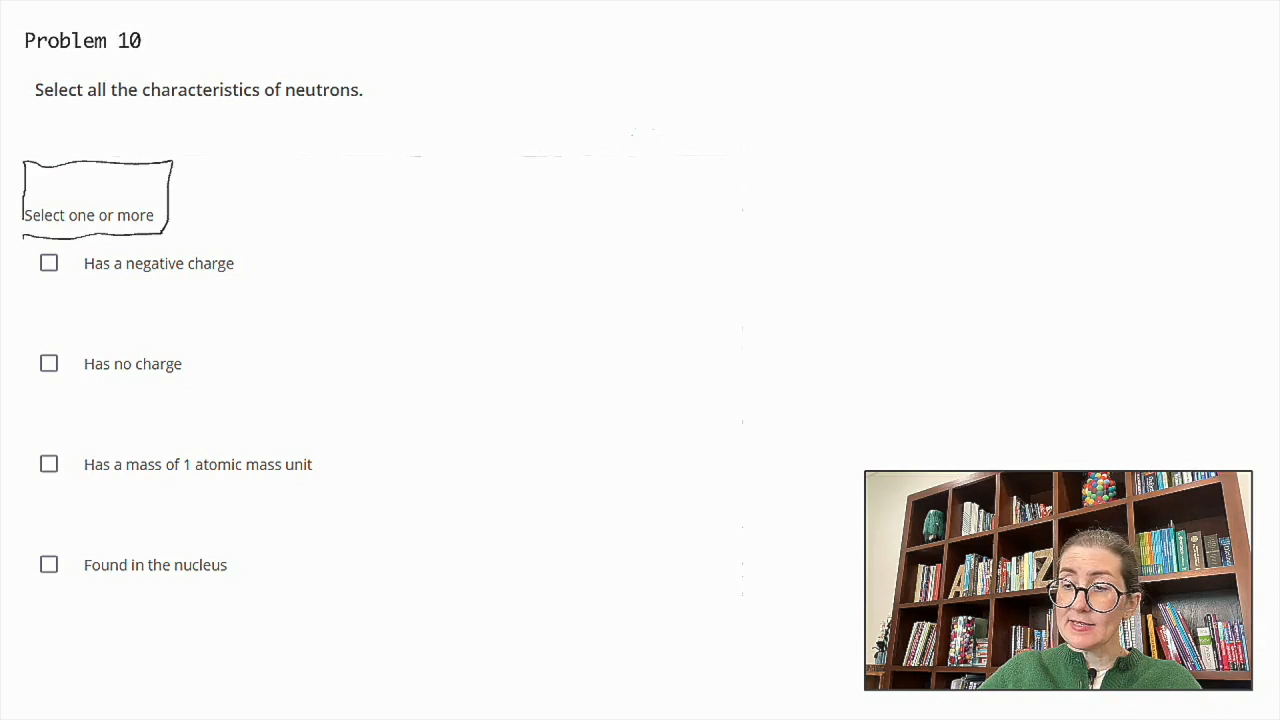 Problem 10
Select all the characteristics of neutrons.
Select one or more
Has a negative charge
Has no charge
Has a mass of 1 atomic mass unit
Found in the nucleus
A
Z